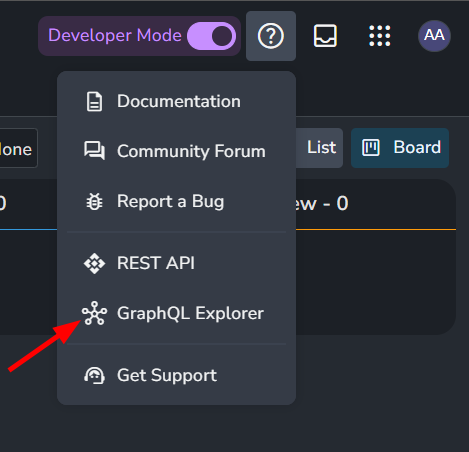 Developer Mode
AA
Documentation
Community Forum
Report a Bug
REST API
GraphQL Explorer
Get Support
List
Board
lone
0
ew - 0